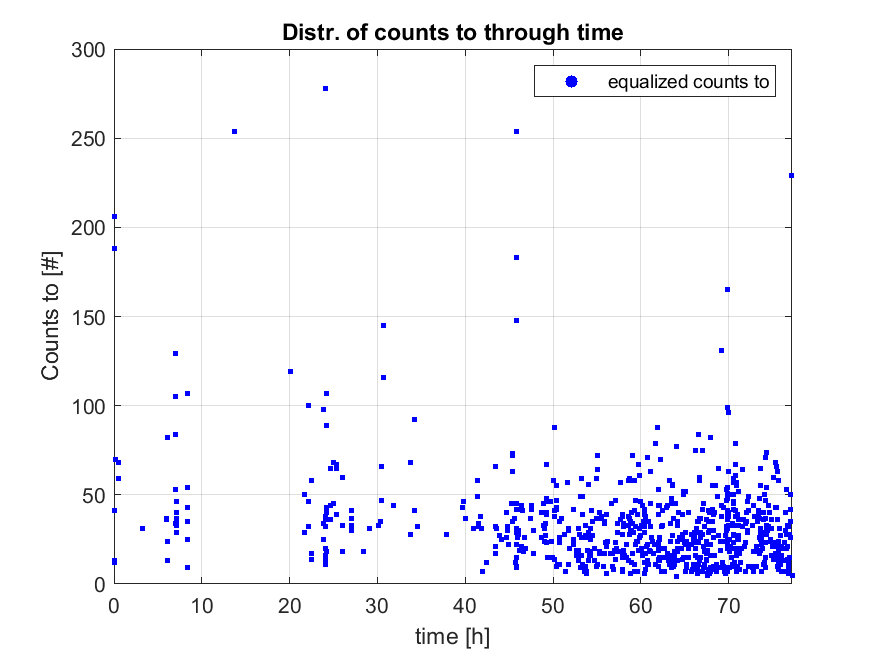 Distr. of counts to through time
300
equalized counts to
250
200
150
100
50
0
Counts to [#]
0 10 20 30 40 50 60 70
time [h]